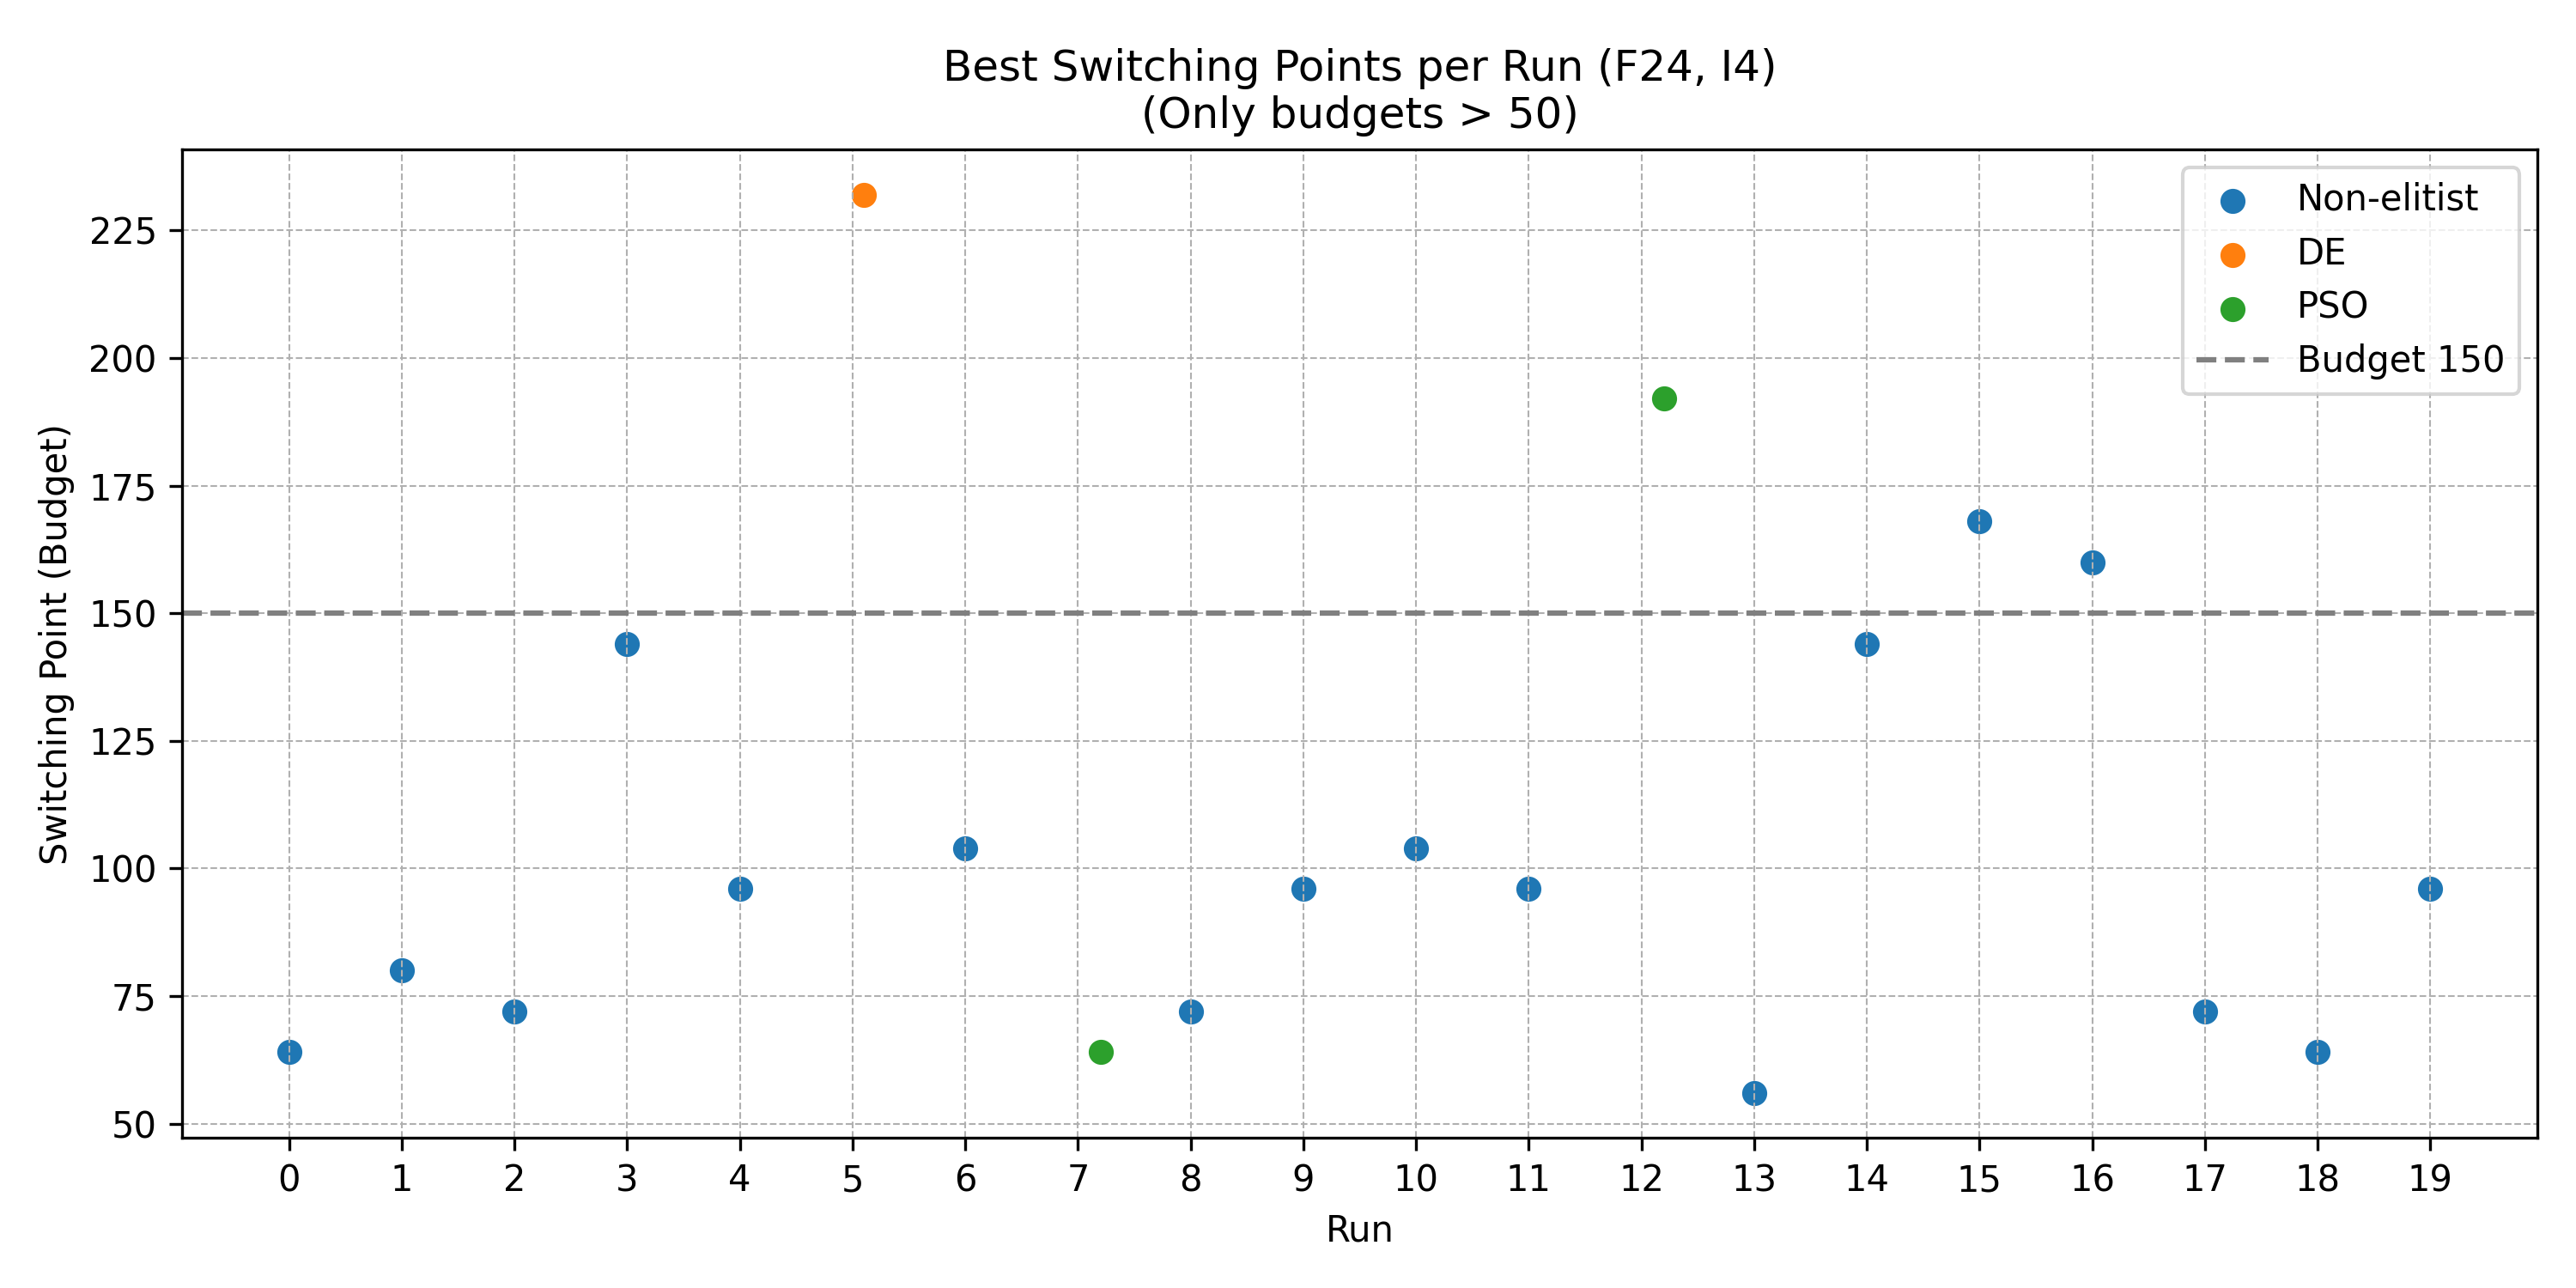 Best Switching Points per Run (F24, I4)
(Only budgets > 50)
Non-elitist
DE
PSO
Budget 150
Switching Point (Budget)
225
200
175
150
125
100
75
50
0 1 2 3 4 5 6 7 8 9 10 11 12 13 14 15 16 17 18 19
Run